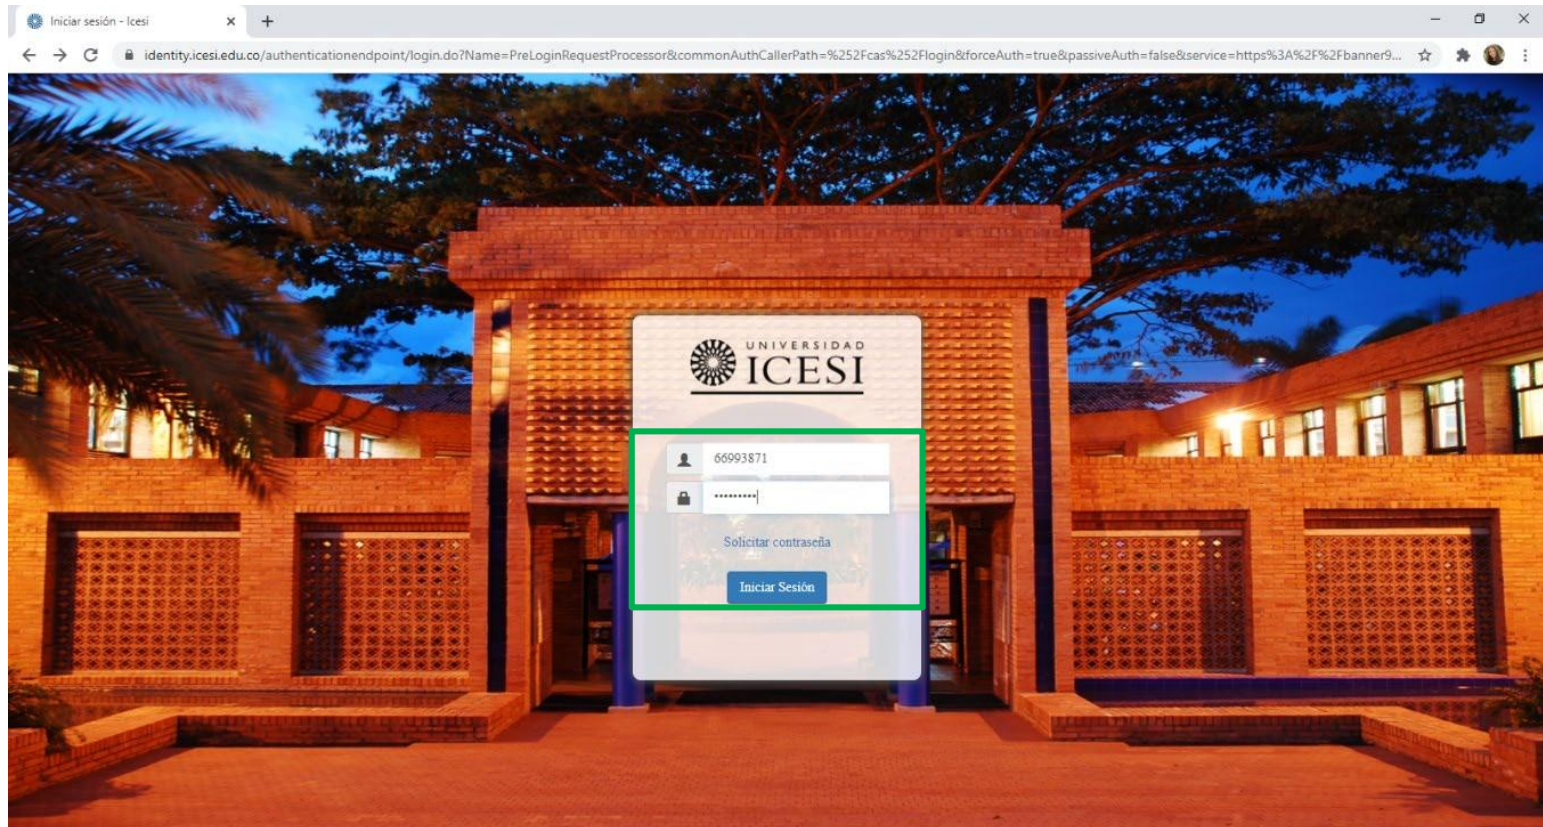 Iniciar sesión - Icesi
identity.icesi.edu.co/authenticationendpoint/login.do?Name=PreLoginRequestProcessor&commonAuthCallerPath=%252Fcas%252Flogin&forceAuth=true&passiveAuth=false&service=https%3A%2F%2Fbanner9...
UNIVERSIDAD
ICESI
66993871
•••••••••
Solicitar contraseña
Iniciar Sesión